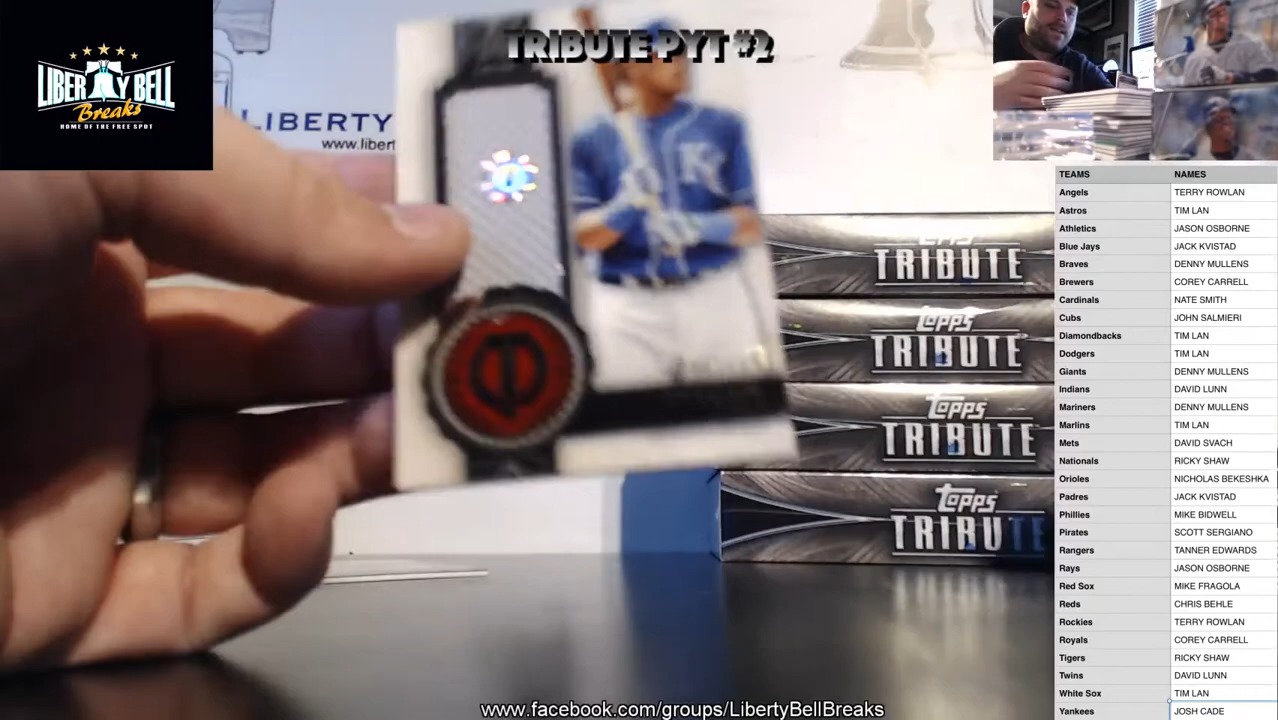 TRIBUTE PYT #2
LIBERTY BELL
Breaks
HOME OF THE FREE SPOT
LIBERTY
www.libert
KC
TRIBUTE
TOPPS
TRIBUTE
TOPPS
TRIBUTE
TOPPS
TRIBUTE
TEAMS NAMES
Angels TERRY ROWLAN
Astros TIM LAN
Athletics JASON OSBORNE
Blue Jays JACK KVISTAD
Braves DENNY MULLENS
Brewers COREY CARRELL
Cardinals NATE SMITH
Cubs JOHN SALMIERI
Diamondbacks TIM LAN
Dodgers TIM LAN
Giants DENNY MULLENS
Indians DAVID LUNN
Mariners DENNY MULLENS
Marlins TIM LAN
Mets DAVID SVACH
Nationals RICKY SHAW
Orioles NICHOLAS BEKESHKA
Padres JACK KVISTAD
Phillies MIKE BIDWELL
Pirates SCOTT SERGIANO
Rangers TANNER EDWARDS
Rays JASON OSBORNE
Red Sox MIKE FRAGOLA
Reds CHRIS BEHLE
Rockies TERRY ROWLAN
Royals COREY CARRELL
Tigers RICKY SHAW
Twins DAVID LUNN
White Sox TIM LAN
Yankees JOSH CADE
www.facebook.com/groups/LibertyBellBreaks